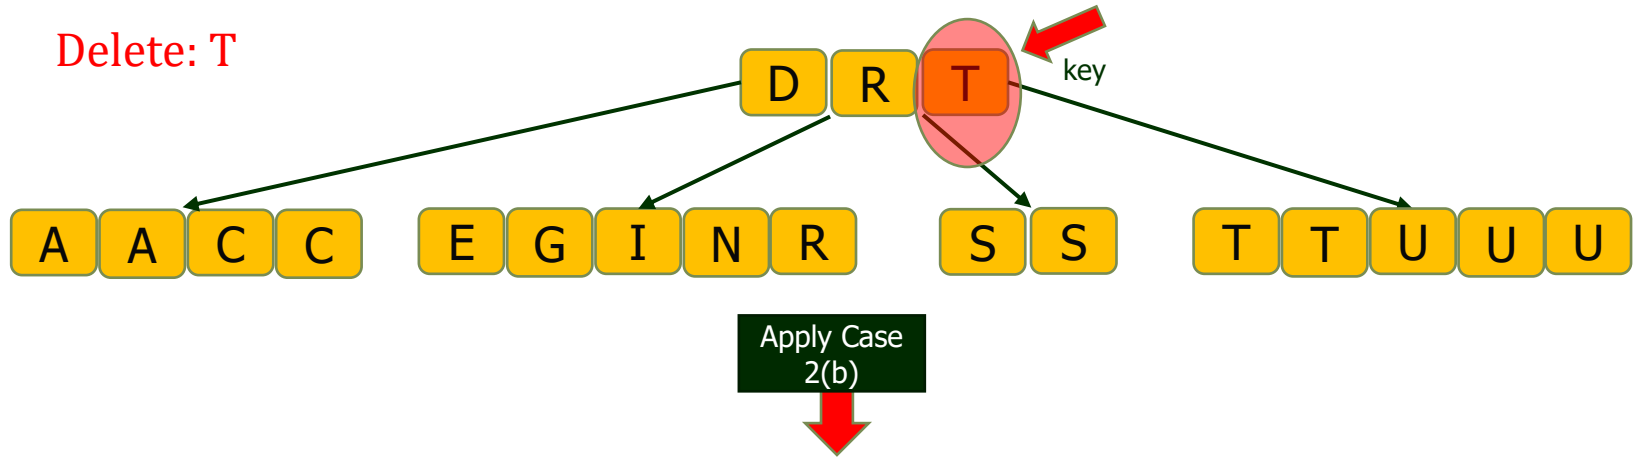 Delete: T
D R T
key
A A C C E G I N R S S T T U U U
Apply Case
2(b)